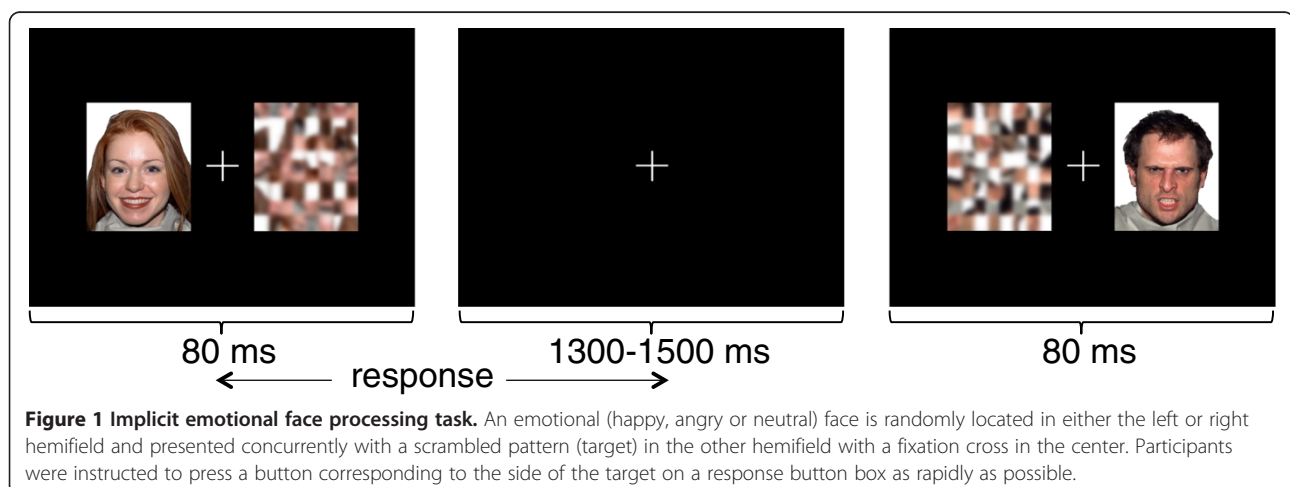 80 ms
1300-1500 ms
80 ms
response
Figure 1 Implicit emotional face processing task. An emotional (happy, angry or neutral) face is randomly located in either the left or right
hemifield and presented concurrently with a scrambled pattern (target) in the other hemifield with a fixation cross in the center. Participants
were instructed to press a button corresponding to the side of the target on a response button box as rapidly as possible.